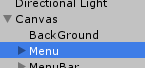 Directional Light
Canvas
BackGround
Menu
MenuBar